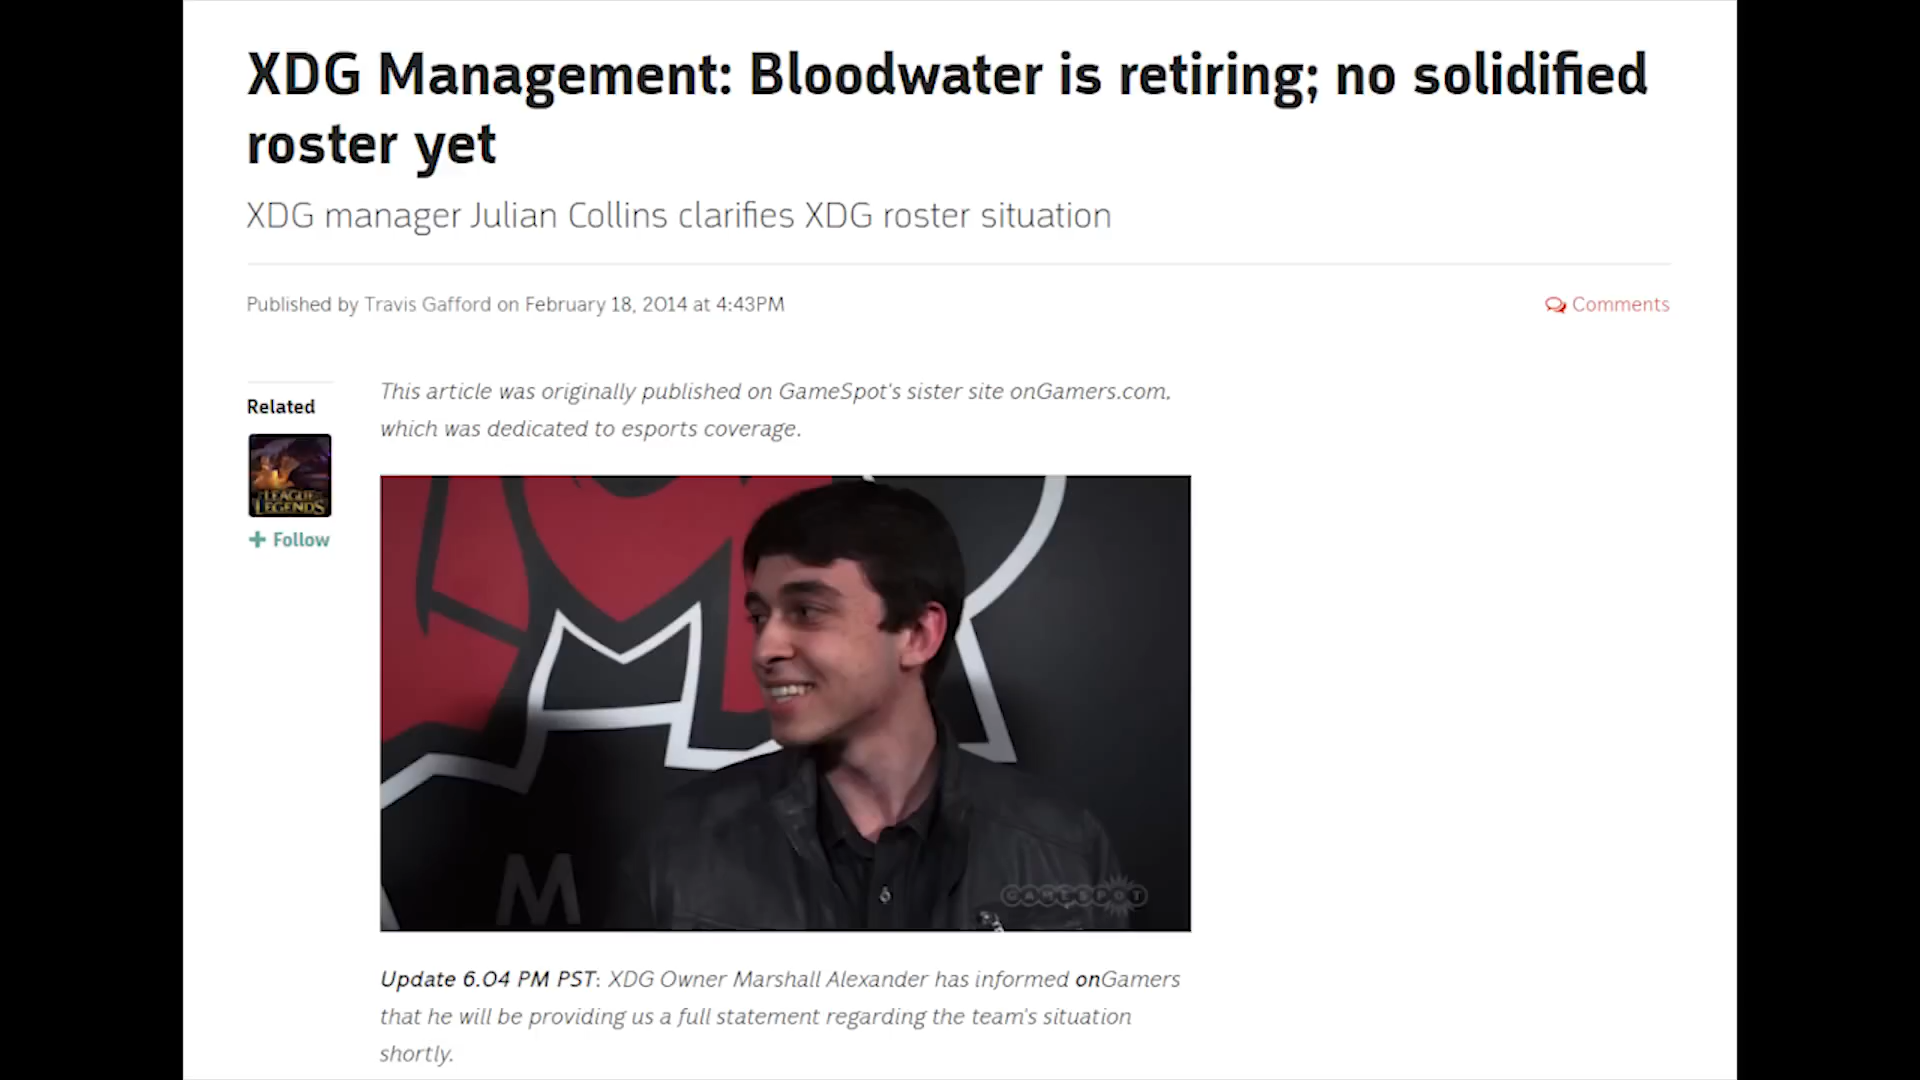 XDG Management: Bloodwater is retiring; no solidified
roster yet
XDG manager Julian Collins clarifies XDG roster situation
Published by Travis Gafford on February 18, 2014 at 4:43PM
Comments
Related
LEAGUE
LEGENDS
+ Follow
This article was originally published on GameSpot's sister site onGamers.com,
which was dedicated to esports coverage.
M
GAMESPOT
Update 6.04 PM PST: XDG Owner Marshall Alexander has informed onGamers
that he will be providing us a full statement regarding the team's situation
shortly.